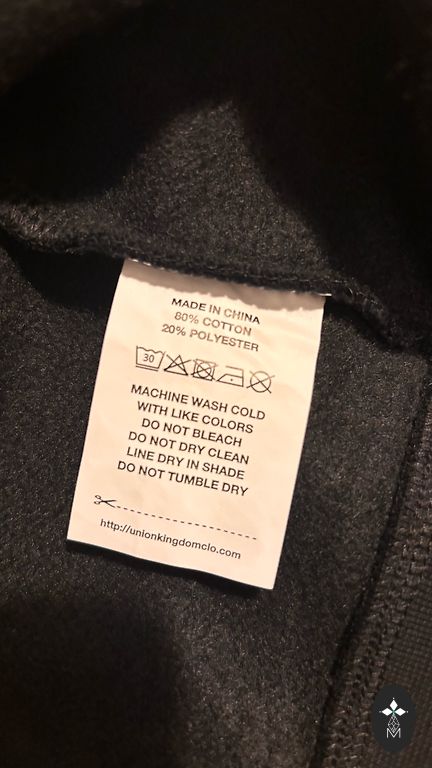 MADE IN CHINA
80% COTTON
20% POLYESTER
30
MACHINE WASH COLD
WITH LIKE COLORS
DO NOT BLEACH
DO NOT DRY CLEAN
LINE DRY IN SHADE
DO NOT TUMBLE DRY
http://unionkingdomclo.com
M